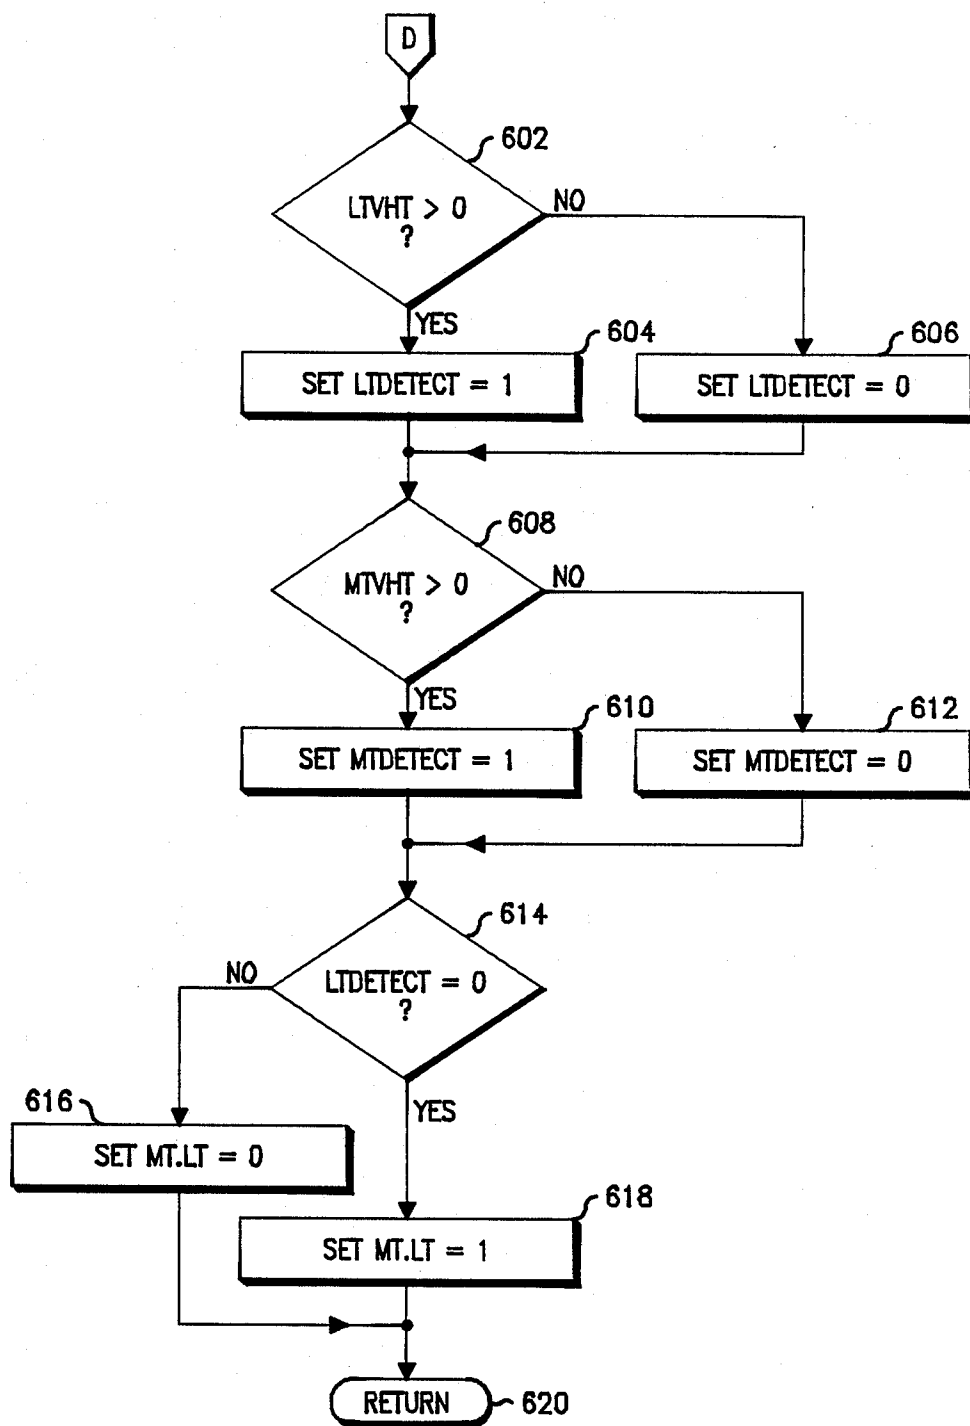 D
602
LTVHT > 0
?
NO
YES
604
606
SET LTDETECT = 1
SET LTDETECT = 0
608
MTVHT > 0
?
NO
YES
610
612
SET MTDETECT = 1
SET MTDETECT = 0
614
LTDETECT = 0
?
NO
YES
616
SET MT.LT = 0
618
SET MT.LT = 1
RETURN
620